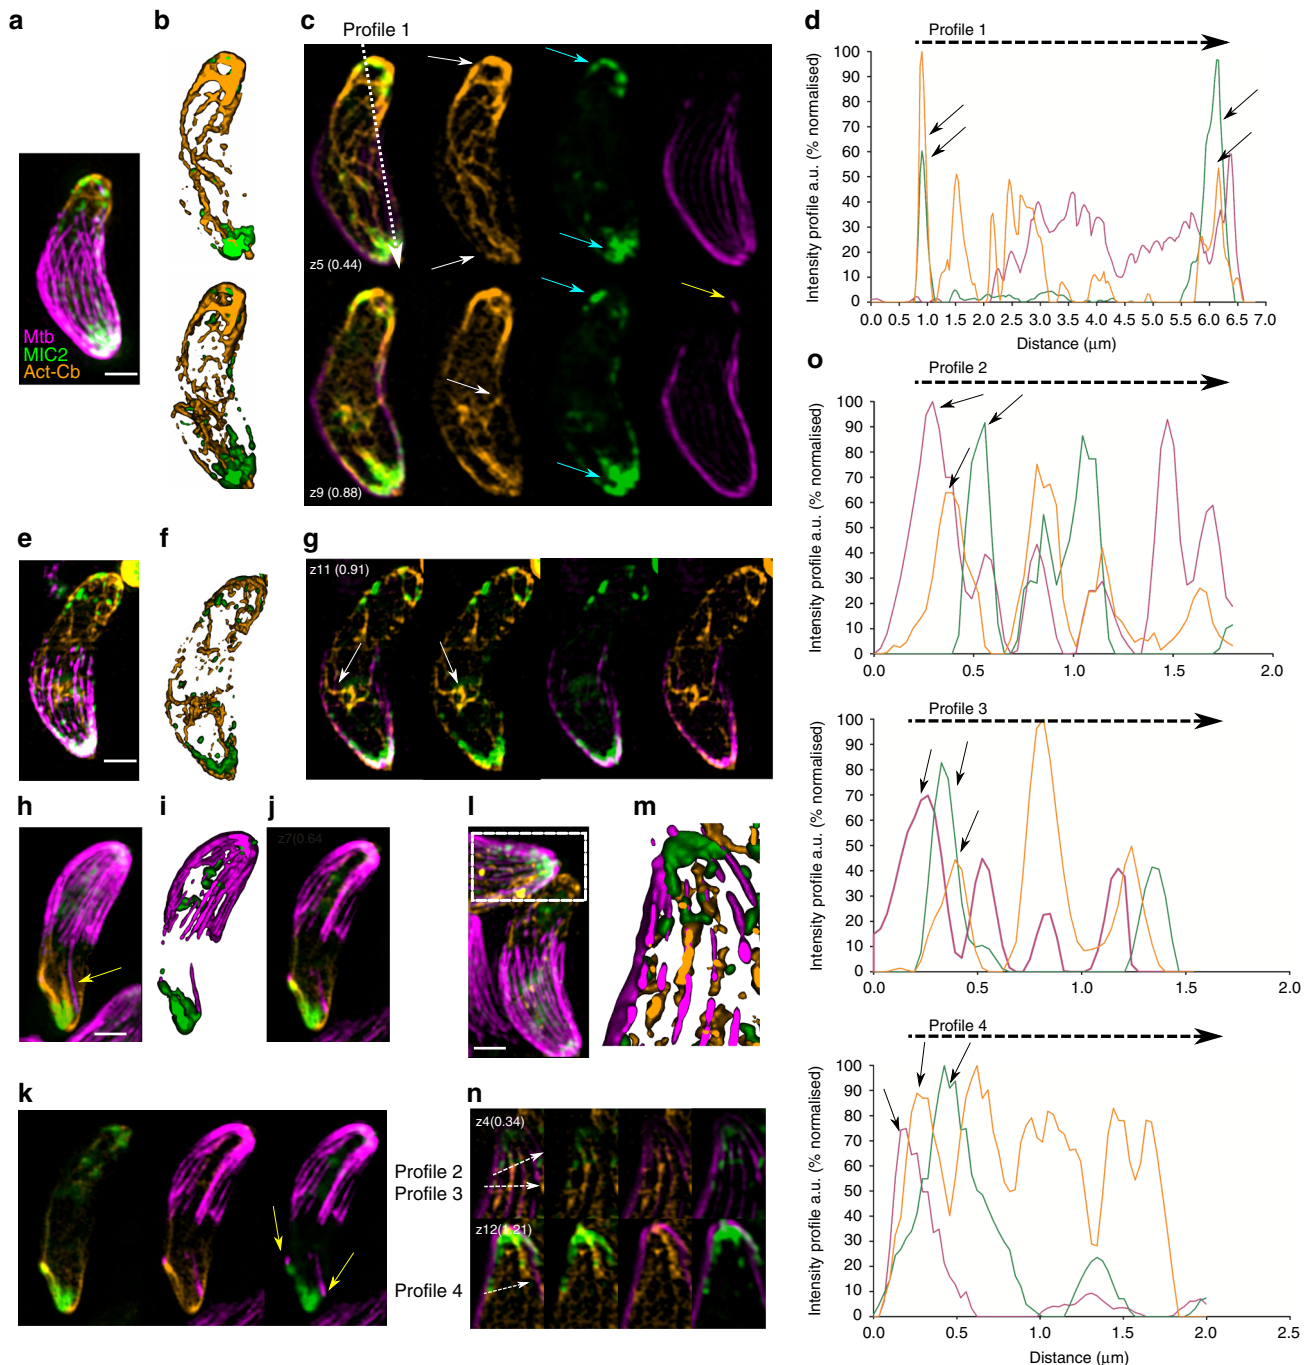 a
b
c
d
Profile 1
Profile 1
Mtb
MIC2
Act-Cb
z5 (0.44)
z9 (0.88)
Intensity profile a.u. (% normalised)
100
90
80
70
60
50
40
30
20
10
0
0.0 0.5 1.0 1.5 2.0 2.5 3.0 3.5 4.0 4.5 5.0 5.5 6.0 6.5 7.0
Distance (μm)
e
f
g
z11 (0.91)
o
Profile 2
Intensity profile a.u. (% normalised)
100
90
80
70
60
50
40
30
20
10
0
0.0 0.5 1.0 1.5 2.0
h
i
j
z7(0.64
l
m
Profile 3
Intensity profile a.u. (% normalised)
100
90
80
70
60
50
40
30
20
10
0
0.0 0.5 1.0 1.5 2.0
k
n
z4(0.34)
Profile 2
Profile 3
z12(1.21)
Profile 4
Profile 4
Intensity profile a.u. (% normalised)
100
90
80
70
60
50
40
30
20
10
0
0.0 0.5 1.0 1.5 2.0 2.5
Distance (μm)